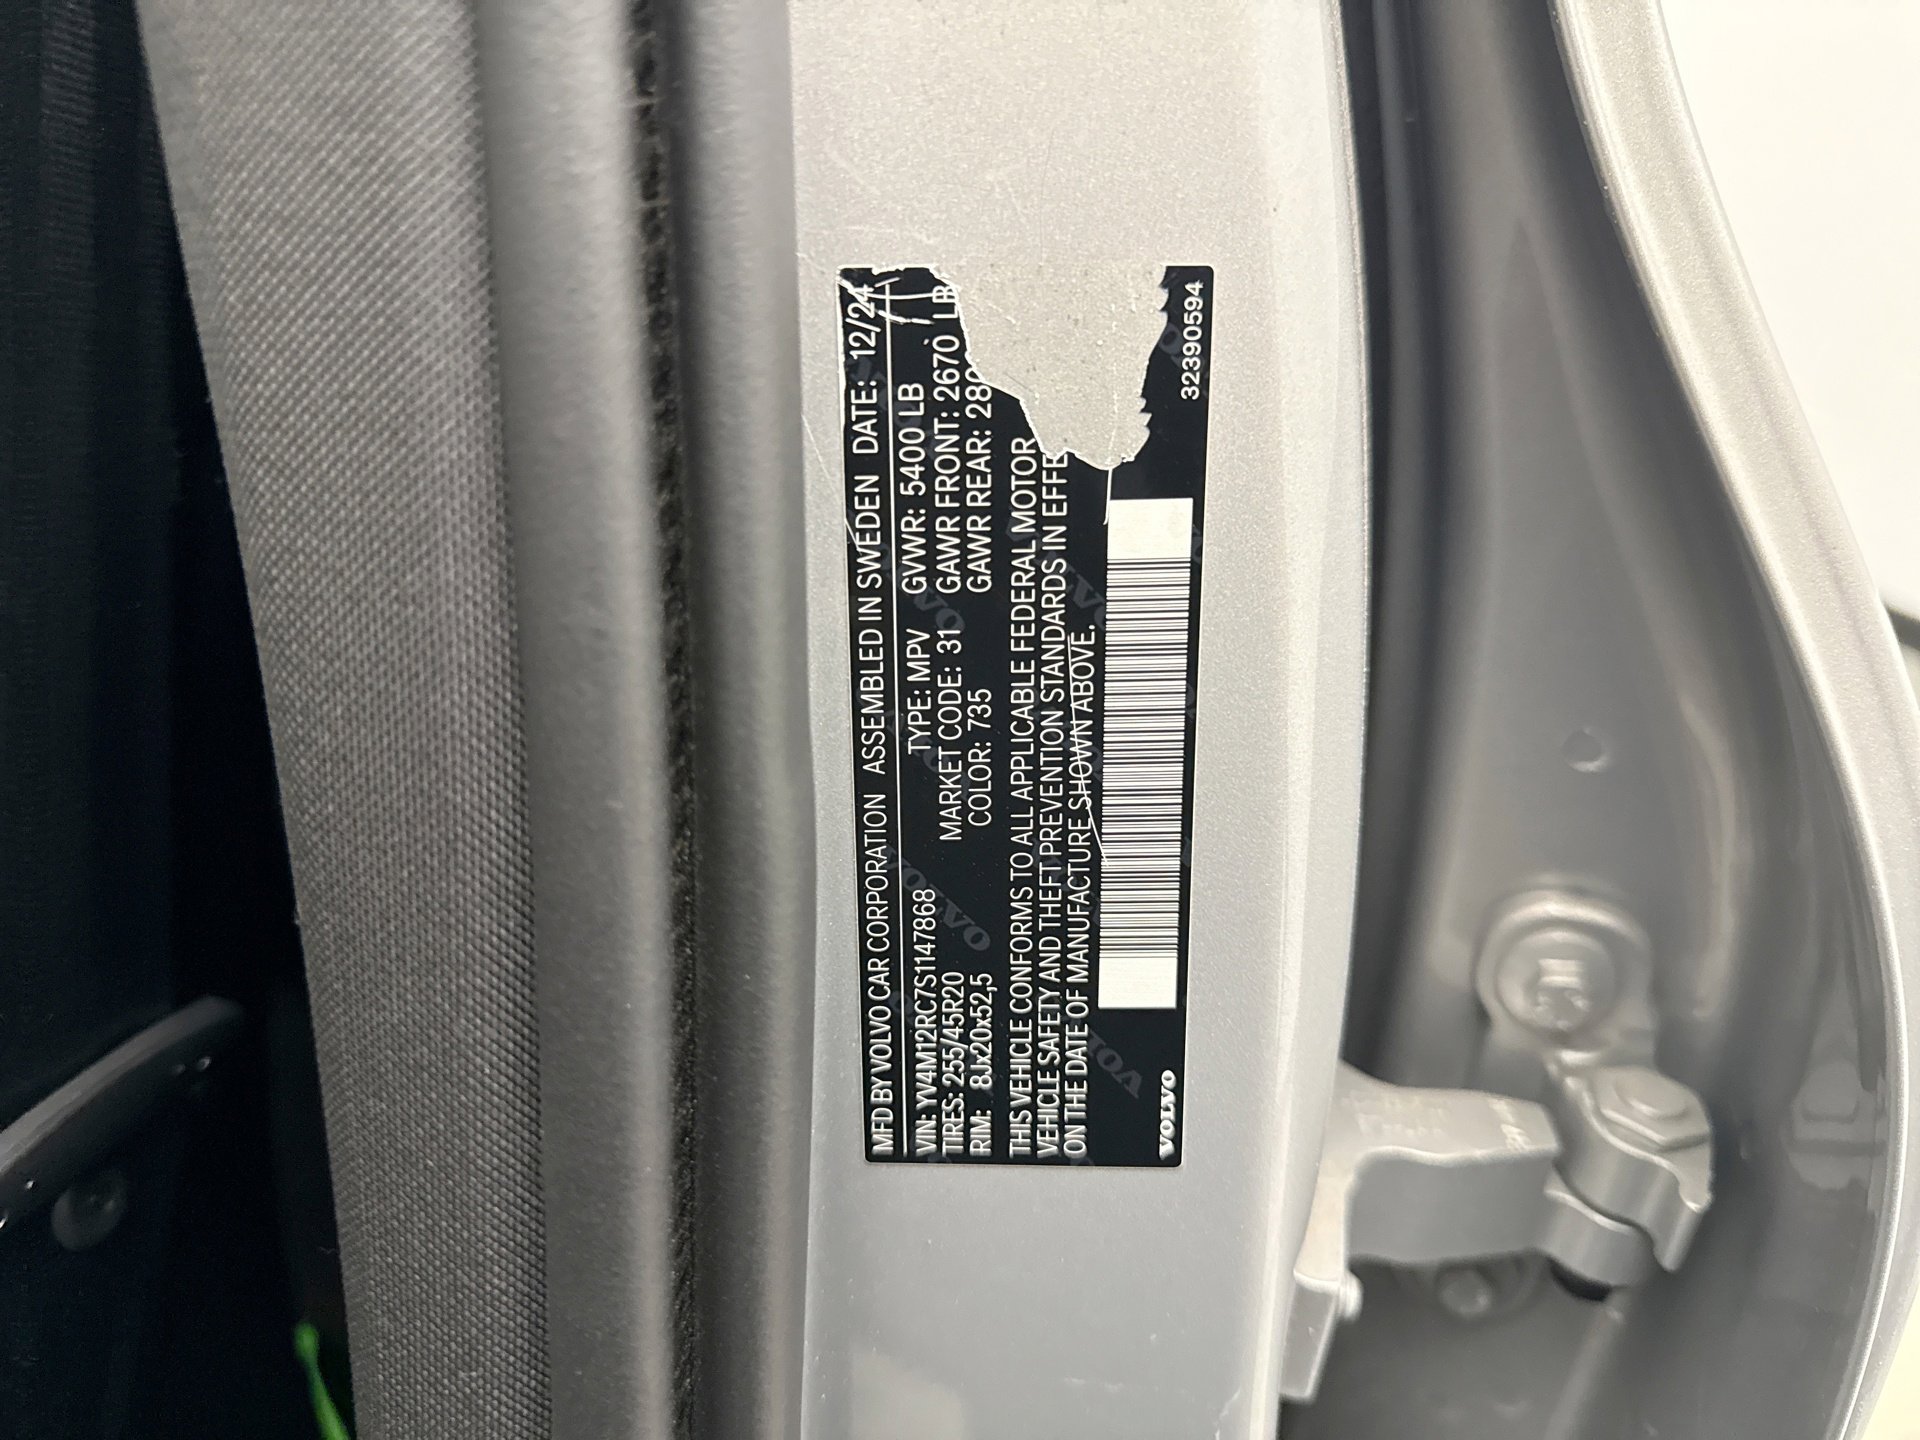 MFD BY VOLVO CAR CORPORATION ASSEMBLED IN SWEDEN DATE: 12/24
VIN: YV4M12RC7S1147868 TYPE: MPV GVWR: 5400 LB
TIRES: 255/45R20 MARKET CODE: 31 GAWR FRONT: 2670 LB
RIM: 8Jx20x52,5 COLOR: 735 GAWR REAR:
THIS VEHICLE CONFORMS TO ALL APPLICABLE FEDERAL MOTOR
VEHICLE SAFETY AND THEFT PREVENTION STANDARDS IN EFFE
ON THE DATE OF MANUFACTURE SHOWN ABOVE.
VOLVO 32390594